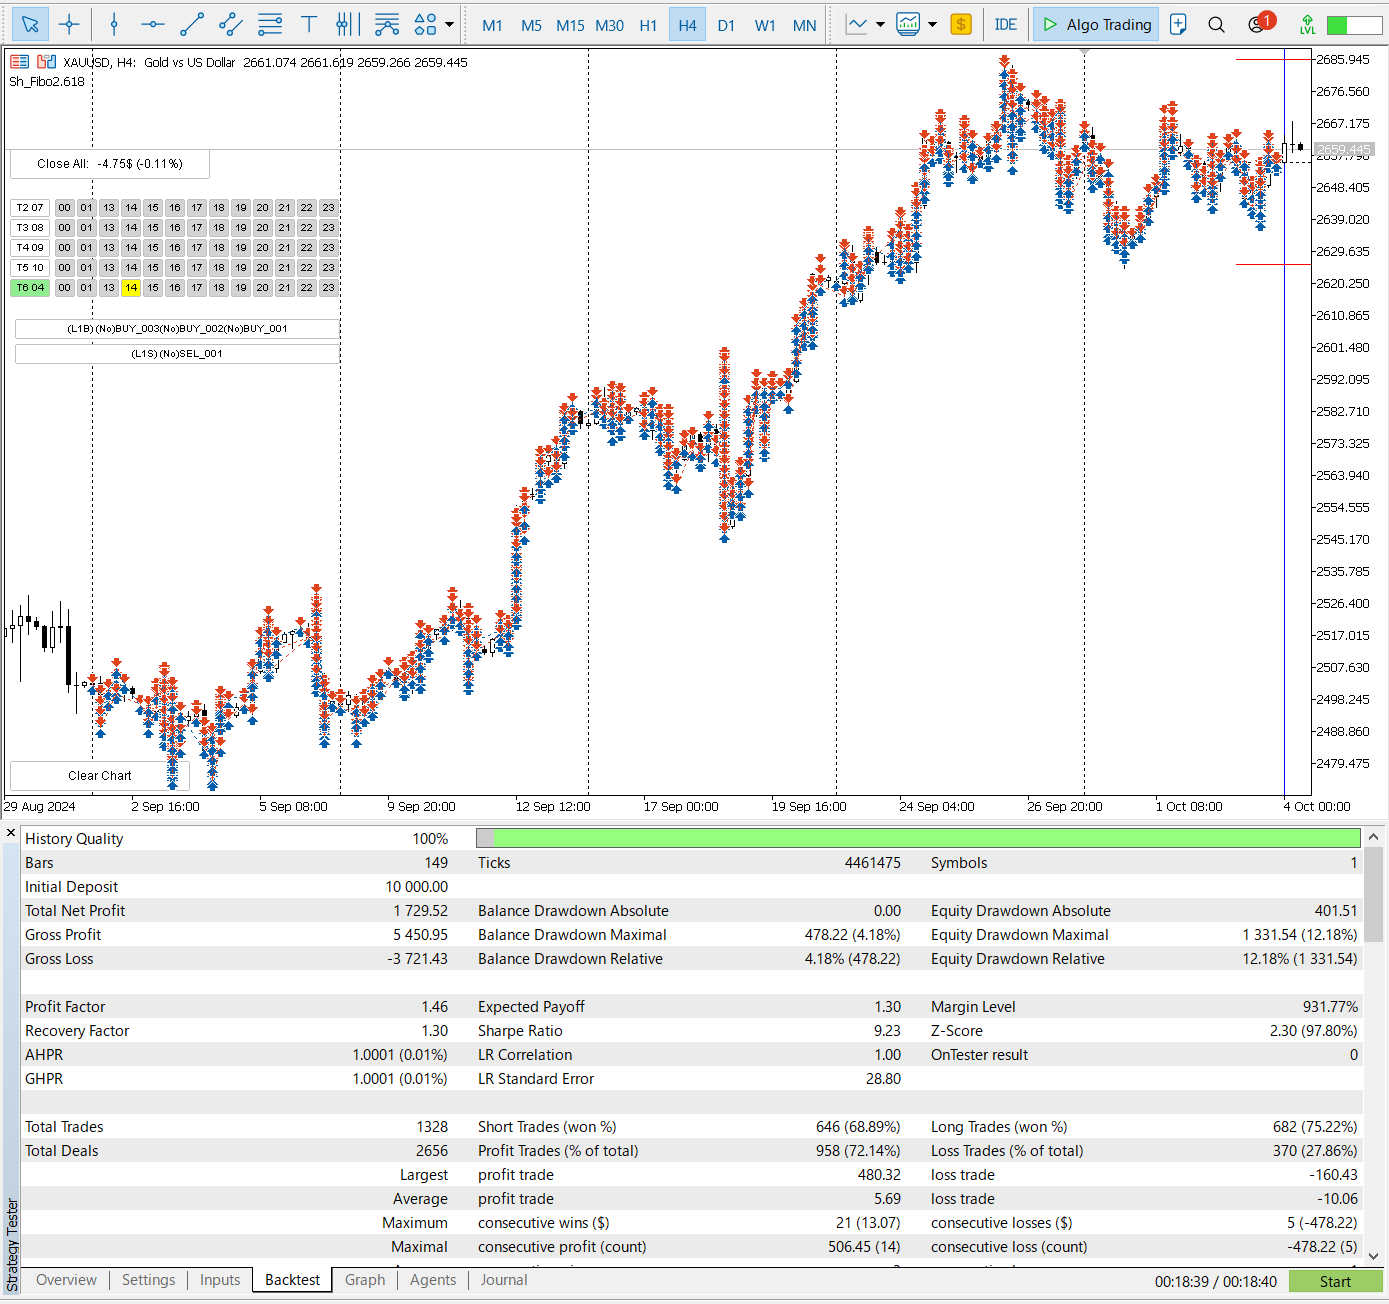 T M1 M5 M15 M30 H1 H4 D1 W1 MN $ IDE Algo Trading 1 LVL
XAUUSD, H4: Gold vs US Dollar 2661.074 2661.619 2659.266 2659.445
Sh_Fibo2.618
Close All: -4.75$ (-0.11%)
T2 07 00 01 13 14 15 16 17 18 19 20 21 22 23
T3 08 00 01 13 14 15 16 17 18 19 20 21 22 23
T4 09 00 01 13 14 15 16 17 18 19 20 21 22 23
T5 10 00 01 13 14 15 16 17 18 19 20 21 22 23
T6 04 00 01 13 14 15 16 17 18 19 20 21 22 23
(L1B) (No)BUY_003(No)BUY_002(No)BUY_001
(L1S) (No)SEL_001
Clear Chart
2685.945
2676.560
2667.175
2659.445
2657.790
2648.405
2639.020
2629.635
2620.250
2610.865
2601.480
2592.095
2582.710
2573.325
2563.940
2554.555
2545.170
2535.785
2526.400
2517.015
2507.630
2498.245
2488.860
2479.475
29 Aug 2024 2 Sep 16:00 5 Sep 08:00 9 Sep 20:00 12 Sep 12:00 17 Sep 00:00 19 Sep 16:00 24 Sep 04:00 26 Sep 20:00 1 Oct 08:00 4 Oct 00:00
History Quality 100%
Bars 149 Ticks 4461475 Symbols 1
Initial Deposit 10 000.00
Total Net Profit 1 729.52 Balance Drawdown Absolute 0.00 Equity Drawdown Absolute 401.51
Gross Profit 5 450.95 Balance Drawdown Maximal 478.22 (4.18%) Equity Drawdown Maximal 1 331.54 (12.18%)
Gross Loss -3 721.43 Balance Drawdown Relative 4.18% (478.22) Equity Drawdown Relative 12.18% (1 331.54)
Profit Factor 1.46 Expected Payoff 1.30 Margin Level 931.77%
Recovery Factor 1.30 Sharpe Ratio 9.23 Z-Score 2.30 (97.80%)
AHPR 1.0001 (0.01%) LR Correlation 1.00 OnTester result 0
GHPR 1.0001 (0.01%) LR Standard Error 28.80
Total Trades 1328 Short Trades (won %) 646 (68.89%) Long Trades (won %) 682 (75.22%)
Total Deals 2656 Profit Trades (% of total) 958 (72.14%) Loss Trades (% of total) 370 (27.86%)
Largest profit trade 480.32 loss trade -160.43
Average profit trade 5.69 loss trade -10.06
Maximum consecutive wins ($) 21 (13.07) consecutive losses ($) 5 (-478.22)
Maximal consecutive profit (count) 506.45 (14) consecutive loss (count) -478.22 (5)
Strategy Tester
Overview Settings Inputs Backtest Graph Agents Journal 00:18:39 / 00:18:40 Start